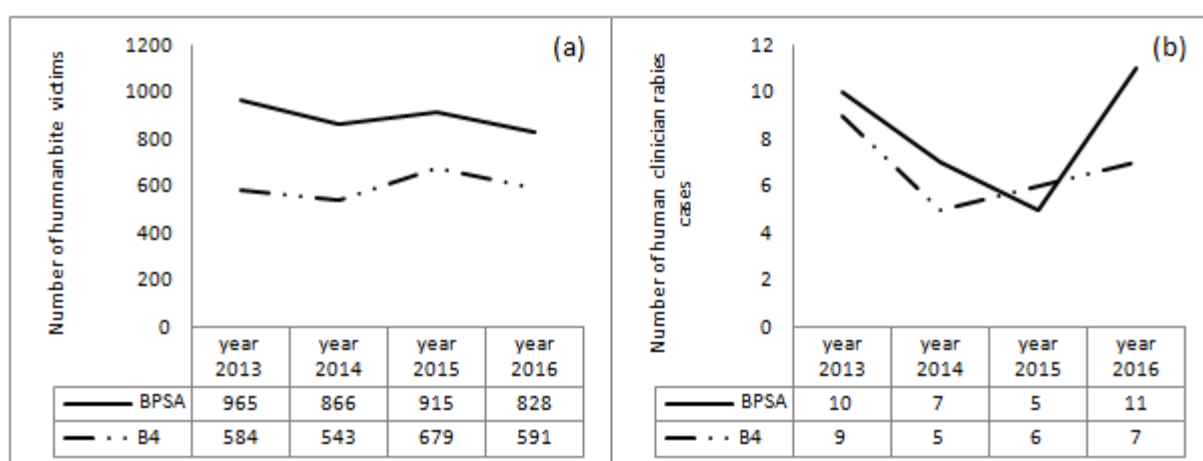 (a)
Number of human bite victims
1200
1000
800
600
400
200
0
year 2013 year 2014 year 2015 year 2016
BPSA 965 866 915 828
B4 584 543 679 591
(b)
Number of human clinician rabies cases
12
10
8
6
4
2
0
year 2013 year 2014 year 2015 year 2016
BPSA 10 7 5 11
B4 9 5 6 7